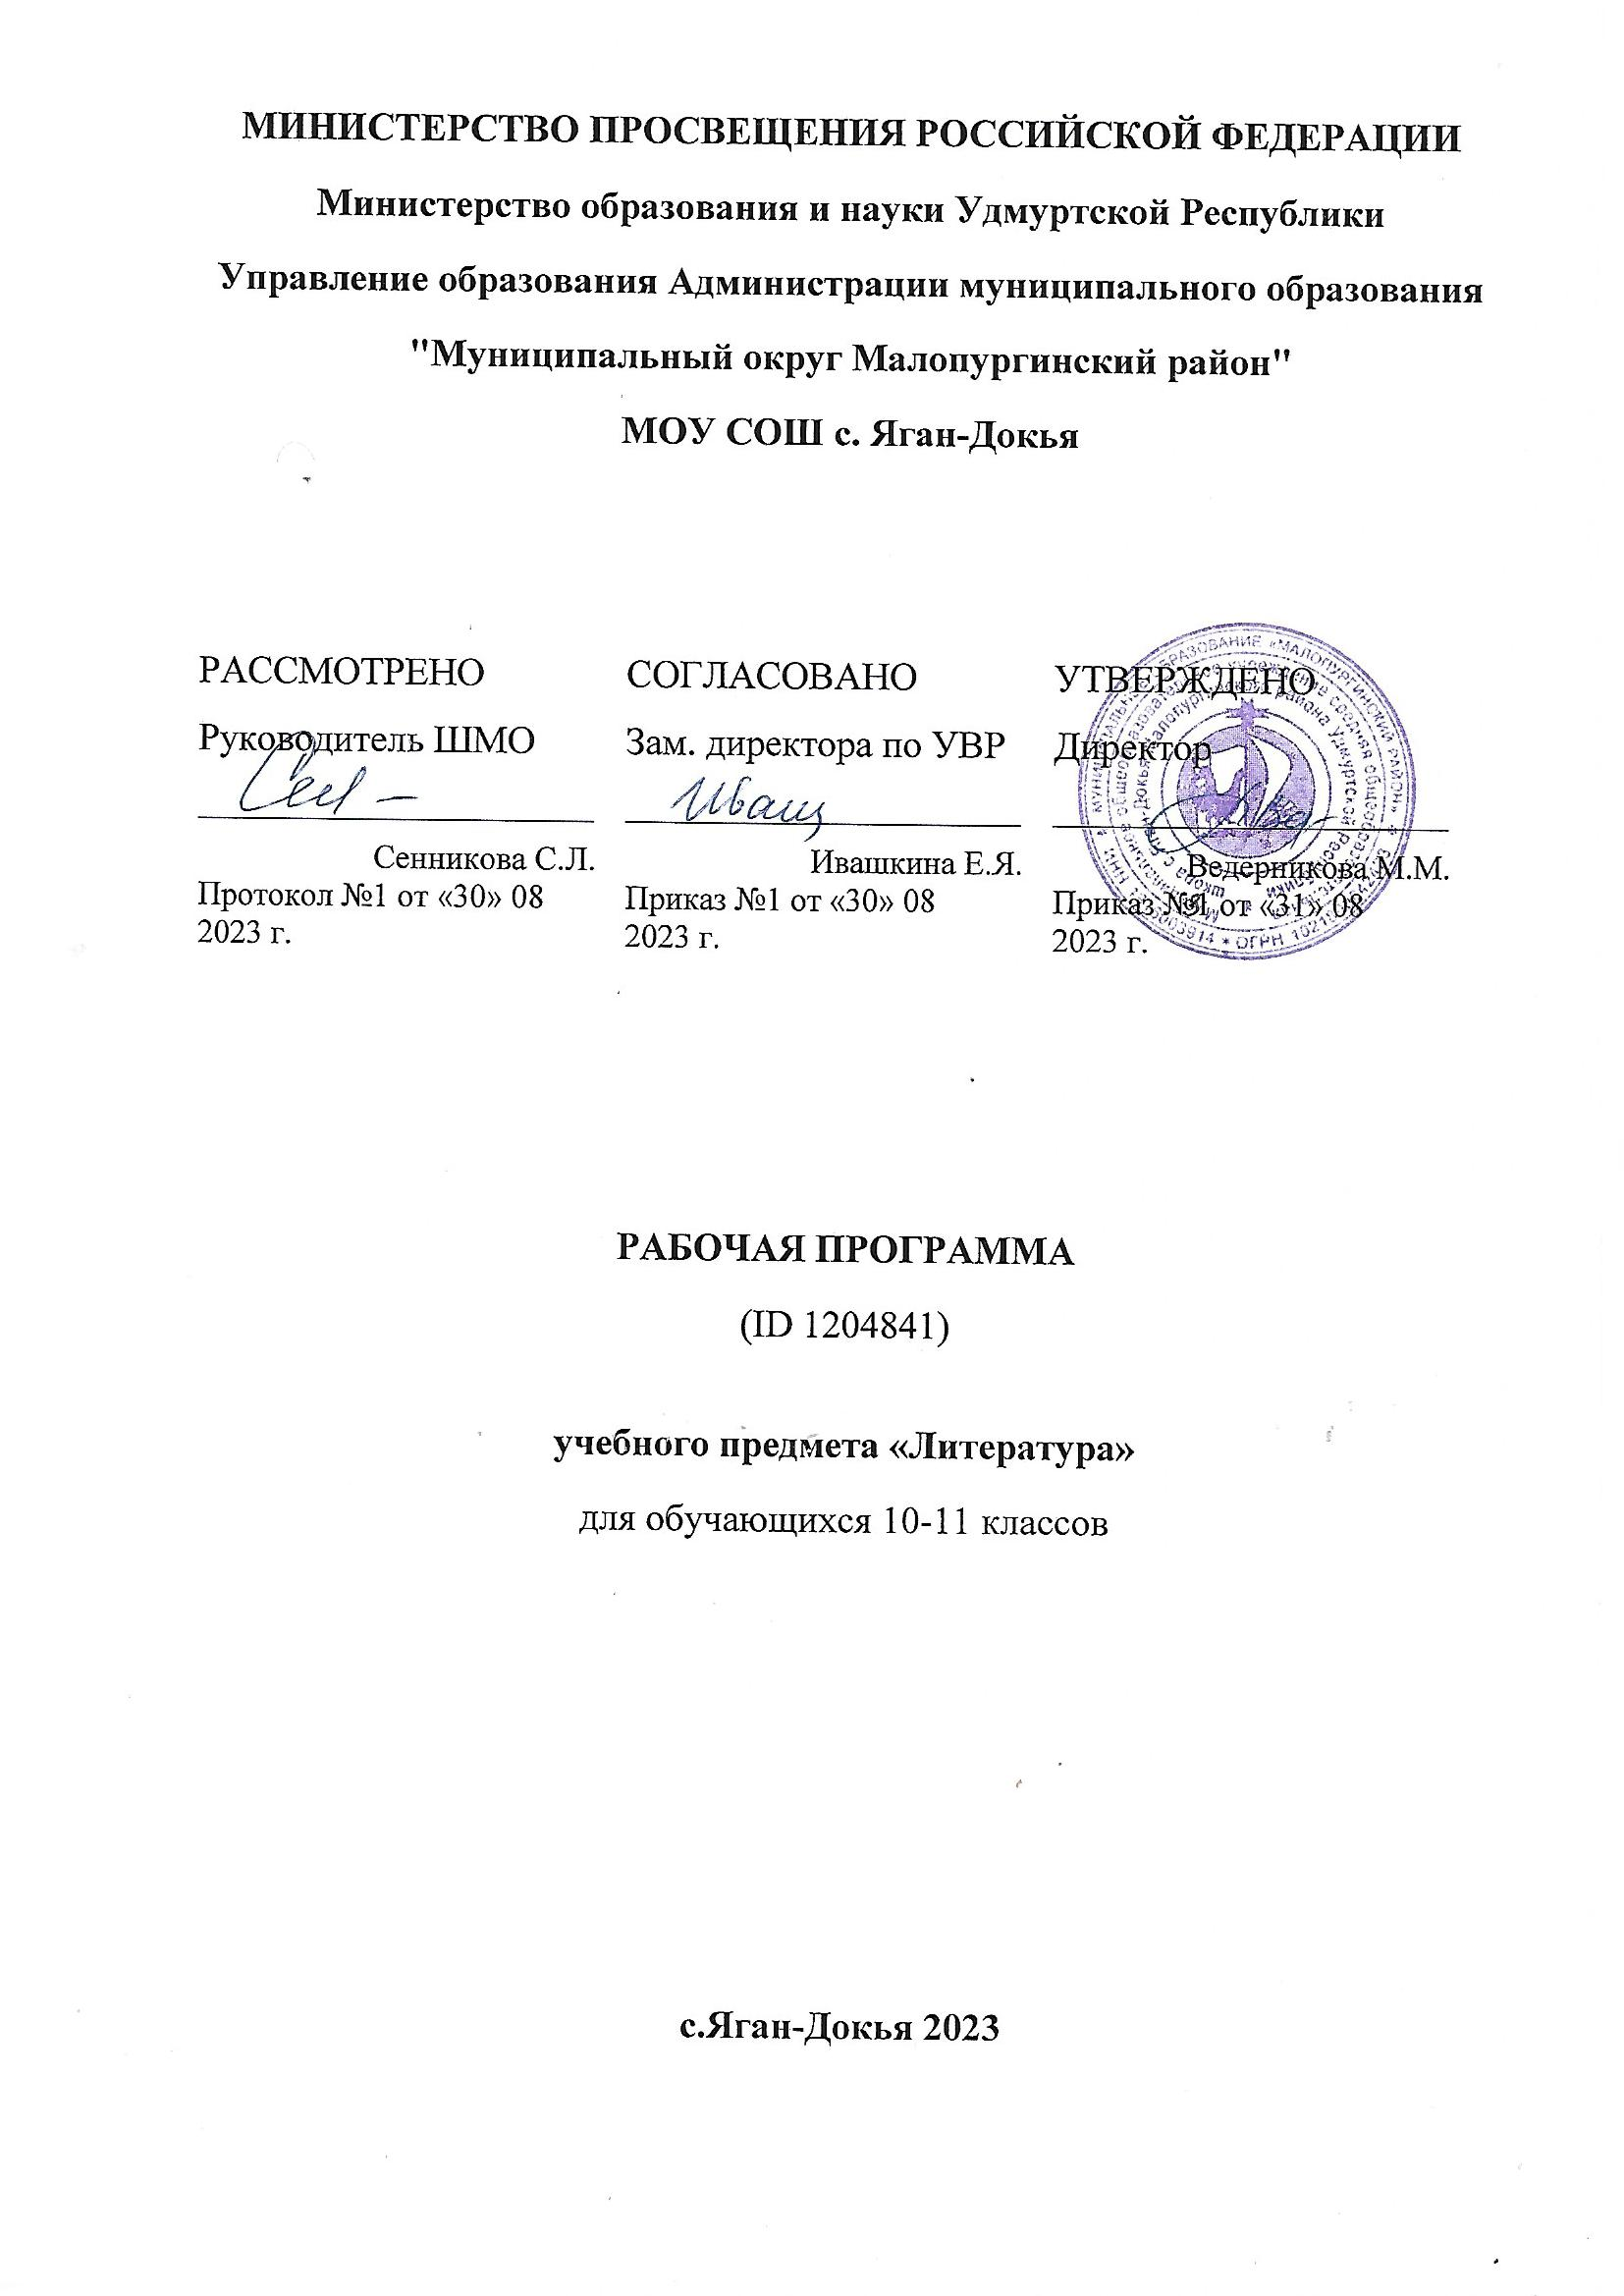 МИНИСТЕРСТВО ПРОСВЕЩЕНИЯ РОССИЙСКОЙ ФЕДЕРАЦИИ
Министерство образования и науки Удмуртской Республики
Управление образования Администрации муниципального образования
"Муниципальный округ Малопургинский район"
МОУ СОШ с. Яган-Докья
РАССМОТРЕНО
Руководитель ШМО
Сенникова С.Л.
Протокол №1 от «30» 08
2023 г.
СОГЛАСОВАНО
Зам. директора по УВР
Иваш
Ивашкина Е.Я.
Приказ №1 от «30» 08
2023 г.
УТВЕРЖДЕНО
Директор
Ведерникова М.М.
Приказ от «31» 08
2023 г.
«МАЛОПУРГИНСКИЙ РАЙОН»
РАБОЧАЯ ПРОГРАММА
(ID 1204841)
учебного предмета «Литература»
для обучающихся 10-11 классов
с.Яган-Докья 2023